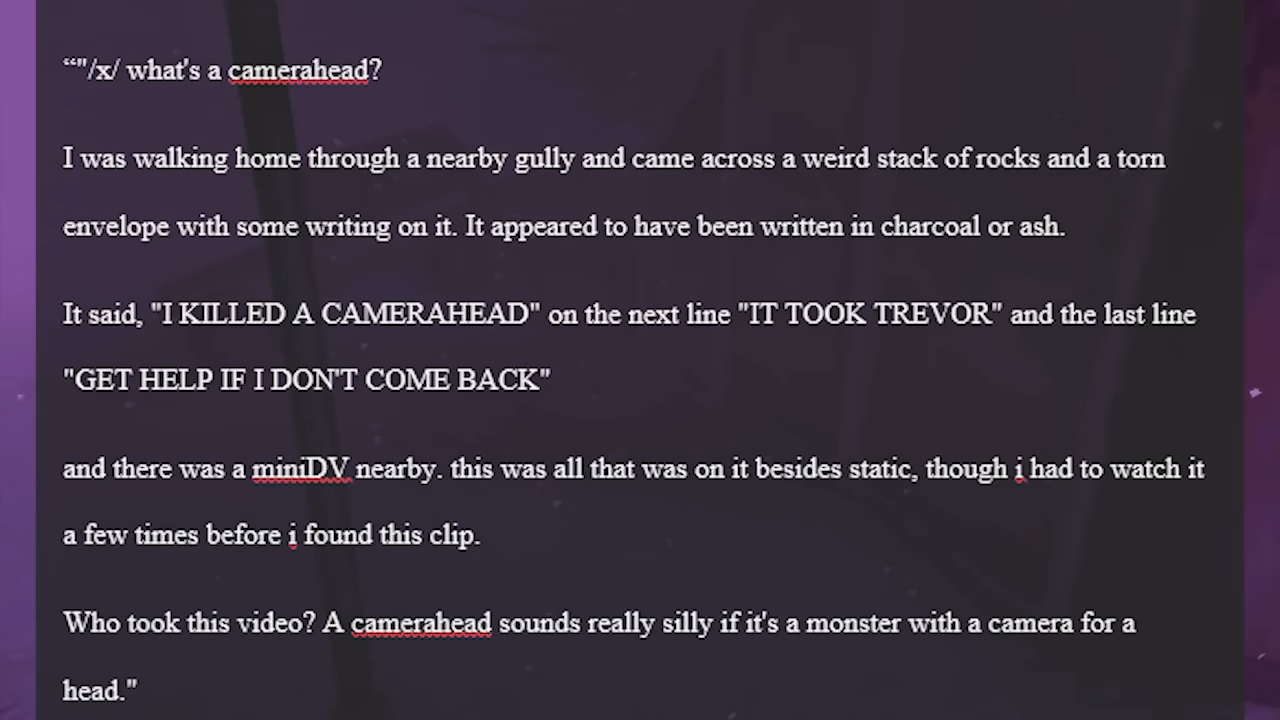 “"/x/ what's a camerahead?
I was walking home through a nearby gully and came across a weird stack of rocks and a torn
envelope with some writing on it. It appeared to have been written in charcoal or ash.
It said, "I KILLED A CAMERAHEAD" on the next line "IT TOOK TREVOR" and the last line
"GET HELP IF I DON'T COME BACK"
and there was a miniDV nearby. this was all that was on it besides static, though i had to watch it
a few times before i found this clip.
Who took this video? A camerahead sounds really silly if it's a monster with a camera for a
head."